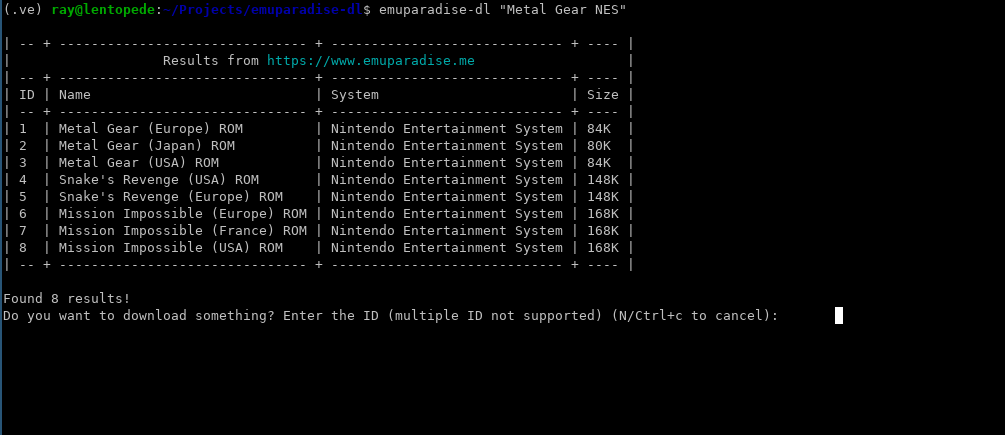 (.ve) ray@lentopede:~/Projects/emuparadise-dl$ emuparadise-dl "Metal Gear NES"
| -- + ------------------------------- + ----------------------------- + ---- |
| Results from https://www.emuparadise.me |
| -- + ------------------------------- + ----------------------------- + ---- |
| ID | Name | System | Size |
| -- + ------------------------------- + ----------------------------- + ---- |
| 1 | Metal Gear (Europe) ROM | Nintendo Entertainment System | 84K |
| 2 | Metal Gear (Japan) ROM | Nintendo Entertainment System | 80K |
| 3 | Metal Gear (USA) ROM | Nintendo Entertainment System | 84K |
| 4 | Snake's Revenge (USA) ROM | Nintendo Entertainment System | 148K |
| 5 | Snake's Revenge (Europe) ROM | Nintendo Entertainment System | 148K |
| 6 | Mission Impossible (Europe) ROM | Nintendo Entertainment System | 168K |
| 7 | Mission Impossible (France) ROM | Nintendo Entertainment System | 168K |
| 8 | Mission Impossible (USA) ROM | Nintendo Entertainment System | 168K |
| -- + ------------------------------- + ----------------------------- + ---- |
Found 8 results!
Do you want to download something? Enter the ID (multiple ID not supported) (N/Ctrl+c to cancel):